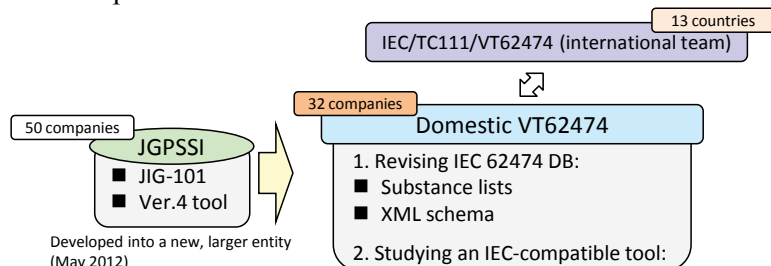 13 countries
IEC/TC111/VT62474 (international team)
32 companies
Domestic VT62474
50 companies
JGPSSI
■ JIG-101
■ Ver.4 tool
1. Revising IEC 62474 DB:
■ Substance lists
■ XML schema
2. Studying an IEC-compatible tool:
Developed into a new, larger entity
(May 2012)